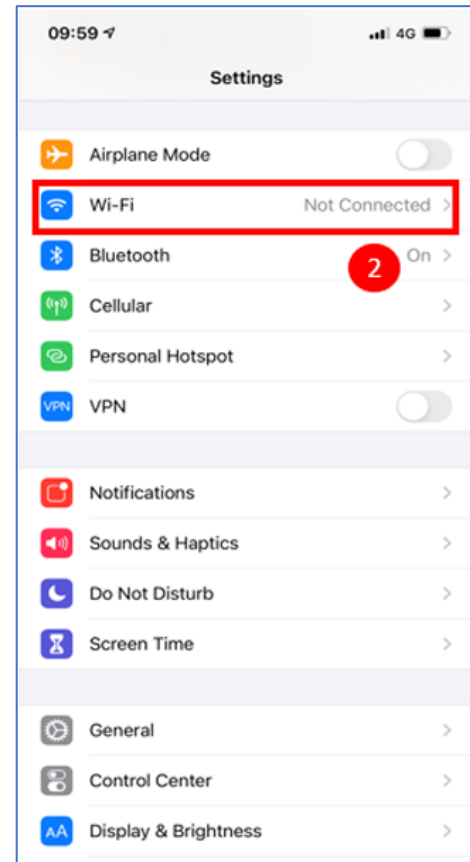 09:59 4G
Settings
Airplane Mode
Wi-Fi Not Connected
Bluetooth On
2
Cellular
Personal Hotspot
VPN VPN
Notifications
Sounds & Haptics
Do Not Disturb
Screen Time
General
Control Center
AA Display & Brightness